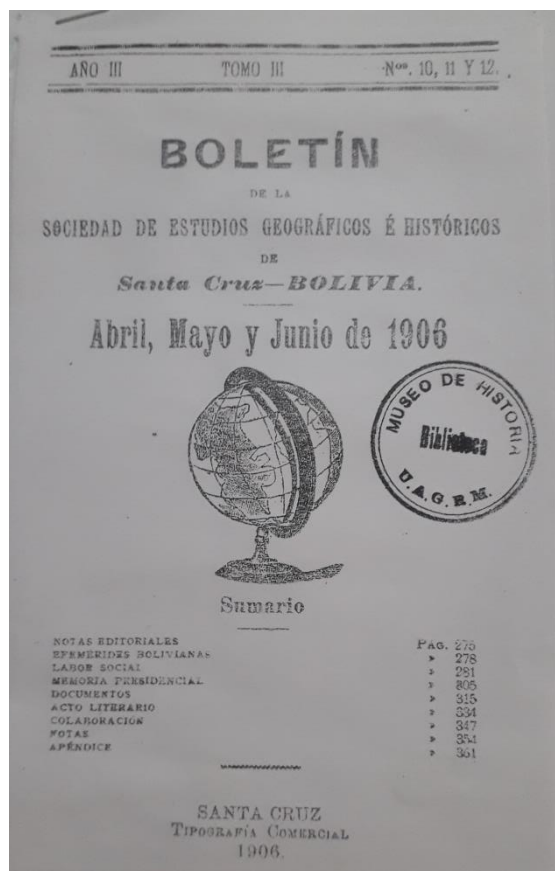 AÑO III TOMO III Nos. 10, 11 Y 12.
BOLETÍN
DE LA
SOCIEDAD DE ESTUDIOS GEOGRÁFICOS É HISTÓRICOS
DE
Santa Cruz—BOLIVIA.
Abril, Mayo y Junio de 1906
MUSEO DE HISTORIA
Biblioteca
U.A.G.R.M.
Sumario
NOTAS EDITORIALES PÁG. 275
EFEMÉRIDES BOLIVIANAS » 278
LABOR SOCIAL » 281
MEMORIA PRESIDENCIAL » 305
DOCUMENTOS » 315
ACTO LITERARIO » 334
COLABORACIÓN » 347
NOTAS » 354
APÉNDICE » 361
SANTA CRUZ
TIPOGRAFÍA COMERCIAL
1906.